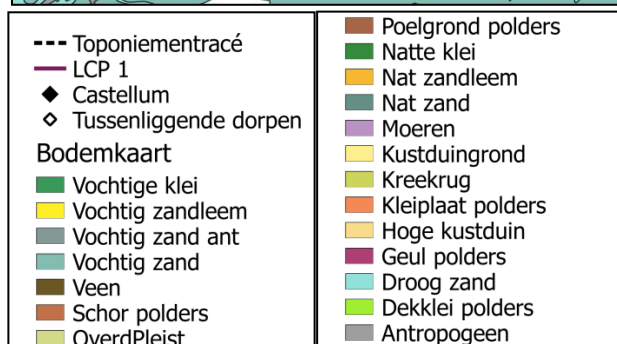 Toponiementracé
LCP 1
Castellum
Tussenliggende dorpen
Bodemkaart
Vochtige klei
Vochtig zandleem
Vochtig zand ant
Vochtig zand
Veen
Schor polders
OverdPleist
Poelgrond polders
Natte klei
Nat zandleem
Nat zand
Moeren
Kustduingrond
Kreekrug
Kleiplaat polders
Hoge kustduin
Geul polders
Droog zand
Dekklei polders
Antropogeen